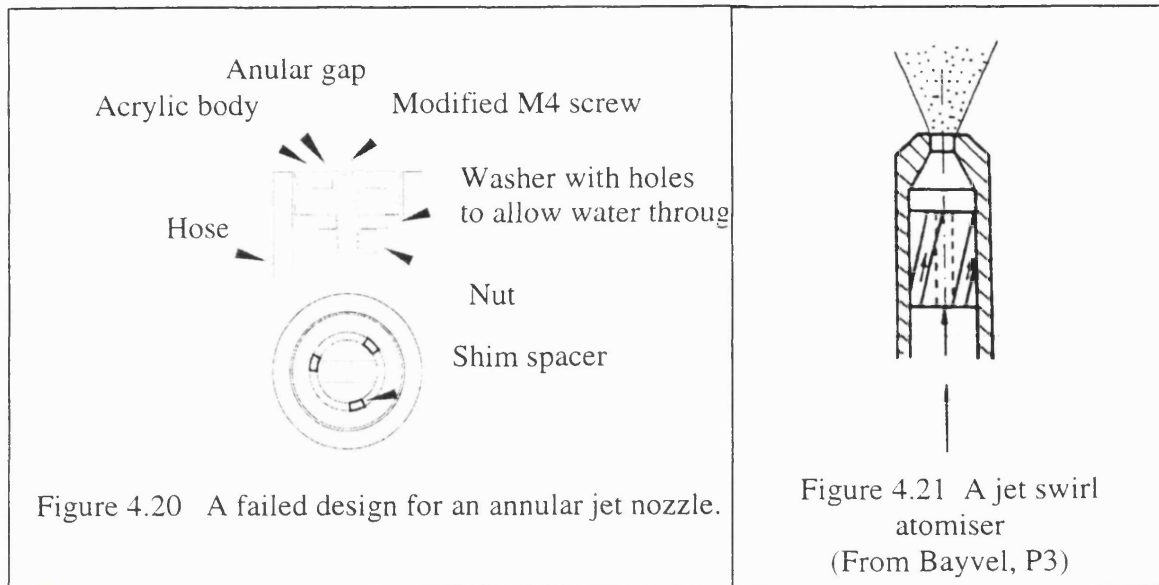 Anular gap
Acrylic body
Modified M4 screw
Washer with holes
to allow water throug
Hose
Nut
Shim spacer
Figure 4.20 A failed design for an annular jet nozzle.
Figure 4.21 A jet swirl
atomiser
(From Bayvel, P3)